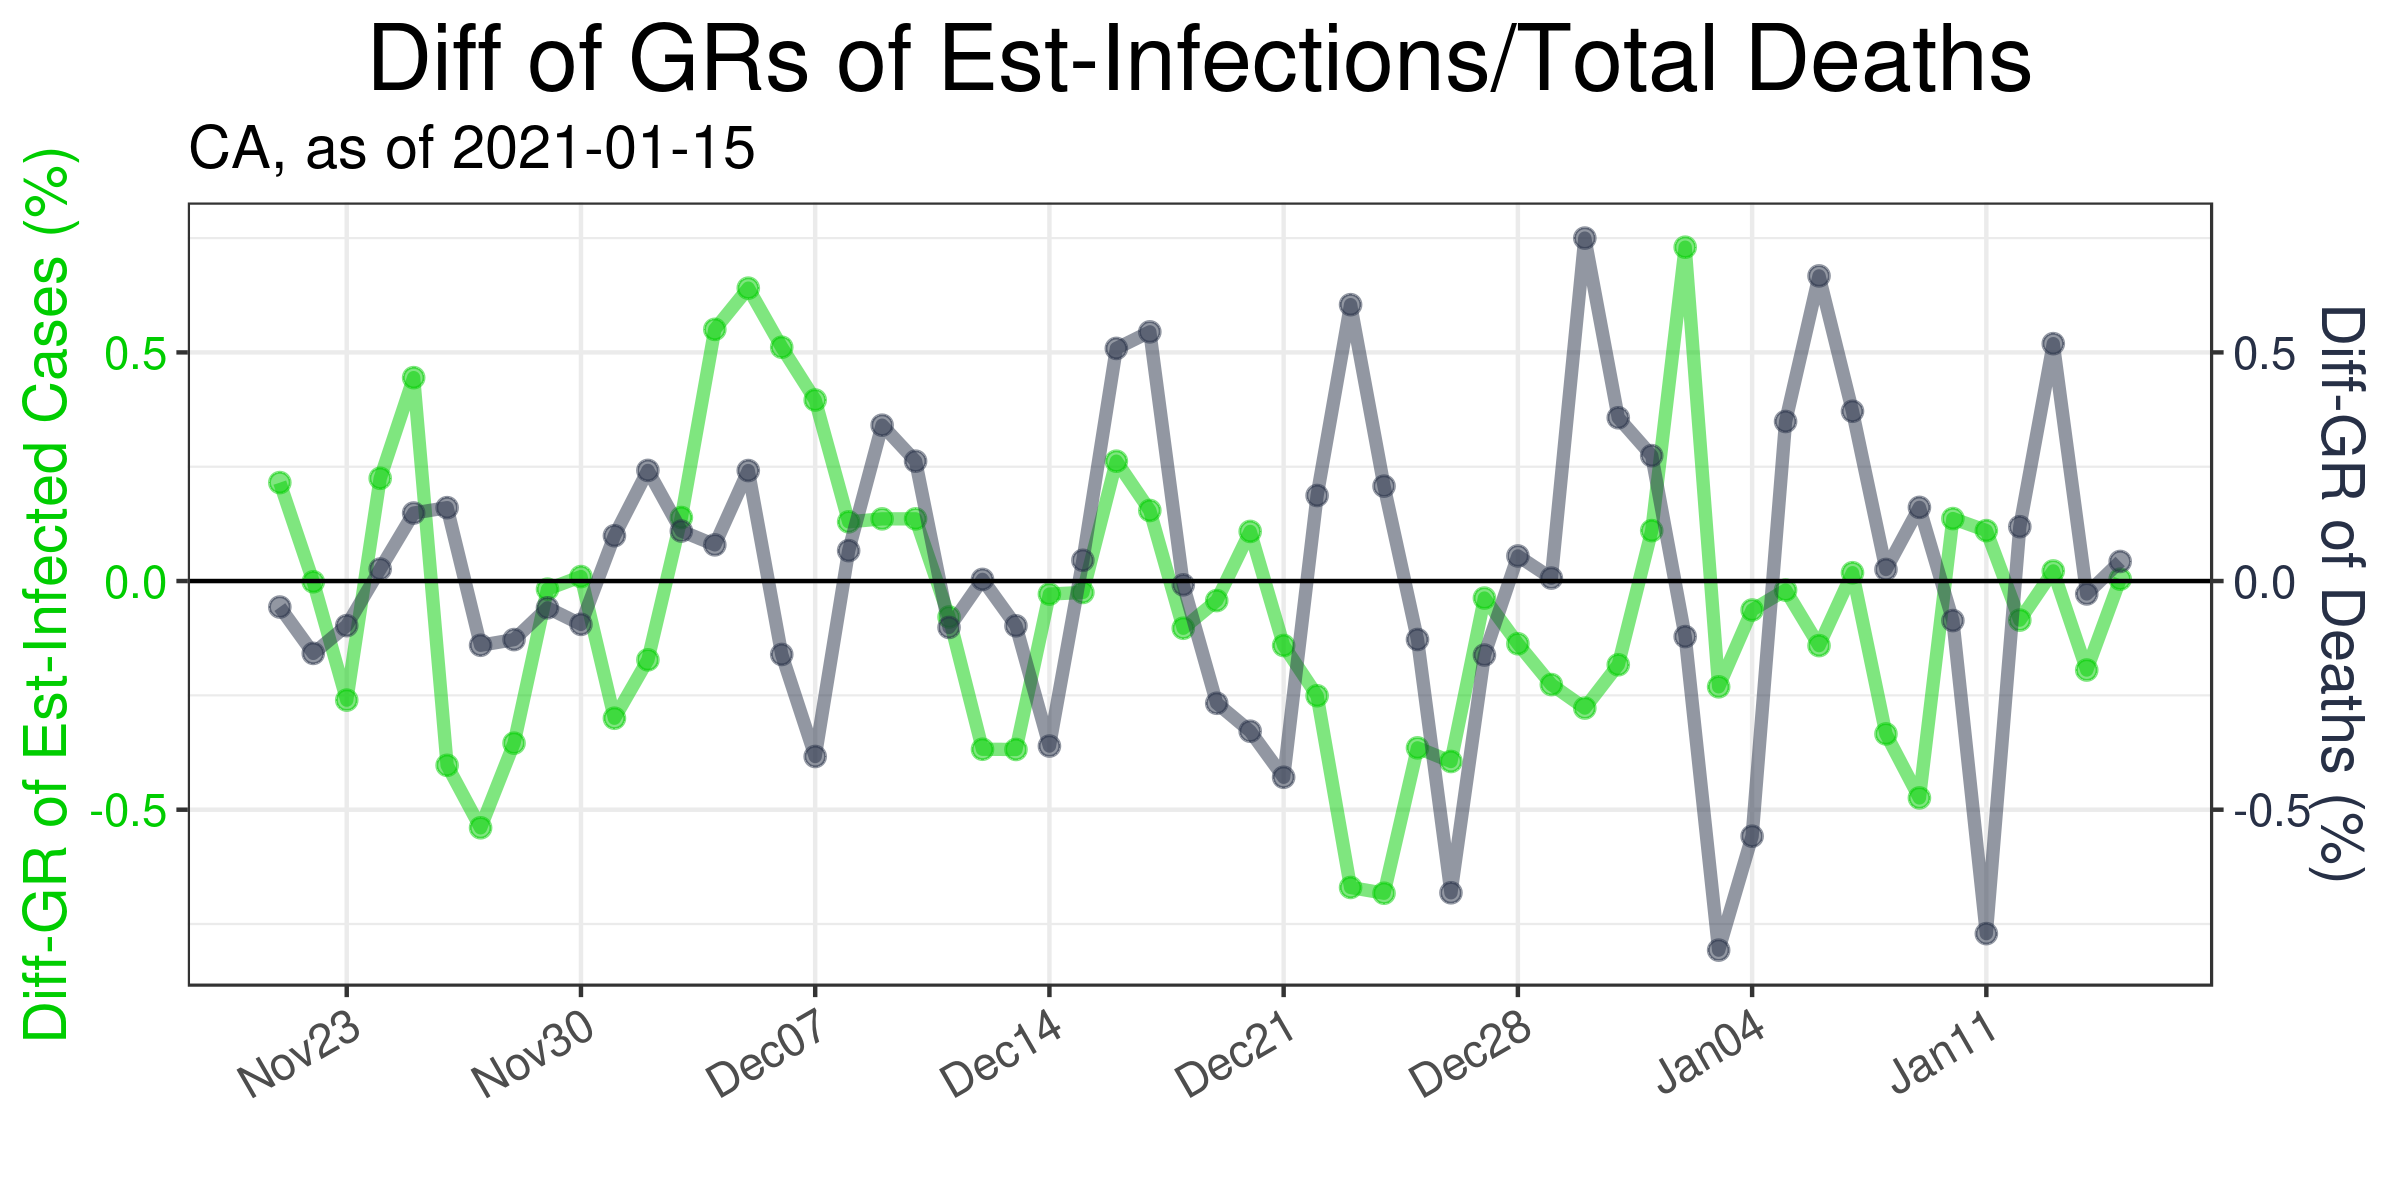 Diff of GRs of Est-Infections/Total Deaths
CA, as of 2021-01-15
Diff-GR of Est-Infected Cases (%)
0.5
0.0
-0.5
0.5
0.0
-0.5
Diff-GR of Deaths (%)
Nov23
Nov30
Dec07
Dec14
Dec21
Dec28
Jan04
Jan11